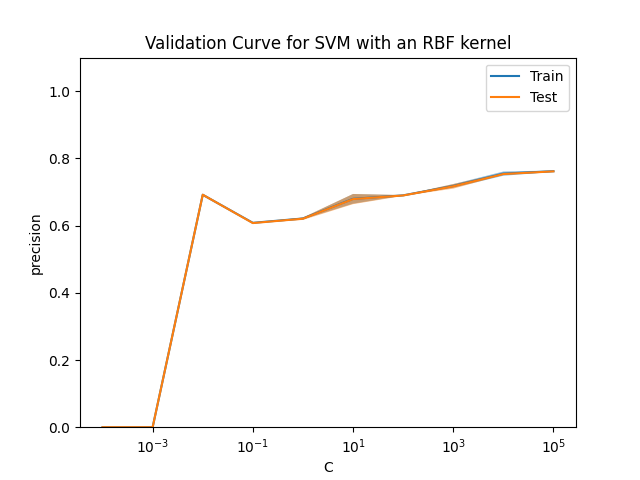 Validation Curve for SVM with an RBF kernel
Train
Test
precision
1.0
0.8
0.6
0.4
0.2
0.0
10⁻³
10⁻¹
10¹
10³
10⁵
C